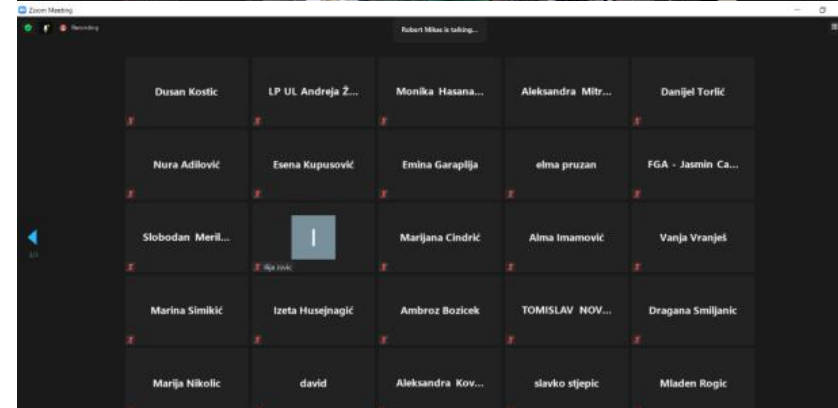 Zoom Meeting
Recording
Robert Mikac is talking...
Dusan Kostic
LP UL Andreja Ž...
Monika Hasana...
Aleksandra Mitr...
Danijel Torlić
Nura Adilović
Esena Kupusović
Emina Garaplija
elma pruzan
FGA - Jasmin Ca...
Slobodan Meril...
I
Ilija Jovic
Marijana Cindrić
Alma Imamović
Vanja Vranješ
Marina Simikić
Izeta Husejnagić
Ambroz Bozicek
TOMISLAV NOV...
Dragana Smiljanic
Marija Nikolic
david
Aleksandra Kov...
slavko stjepic
Mladen Rogic